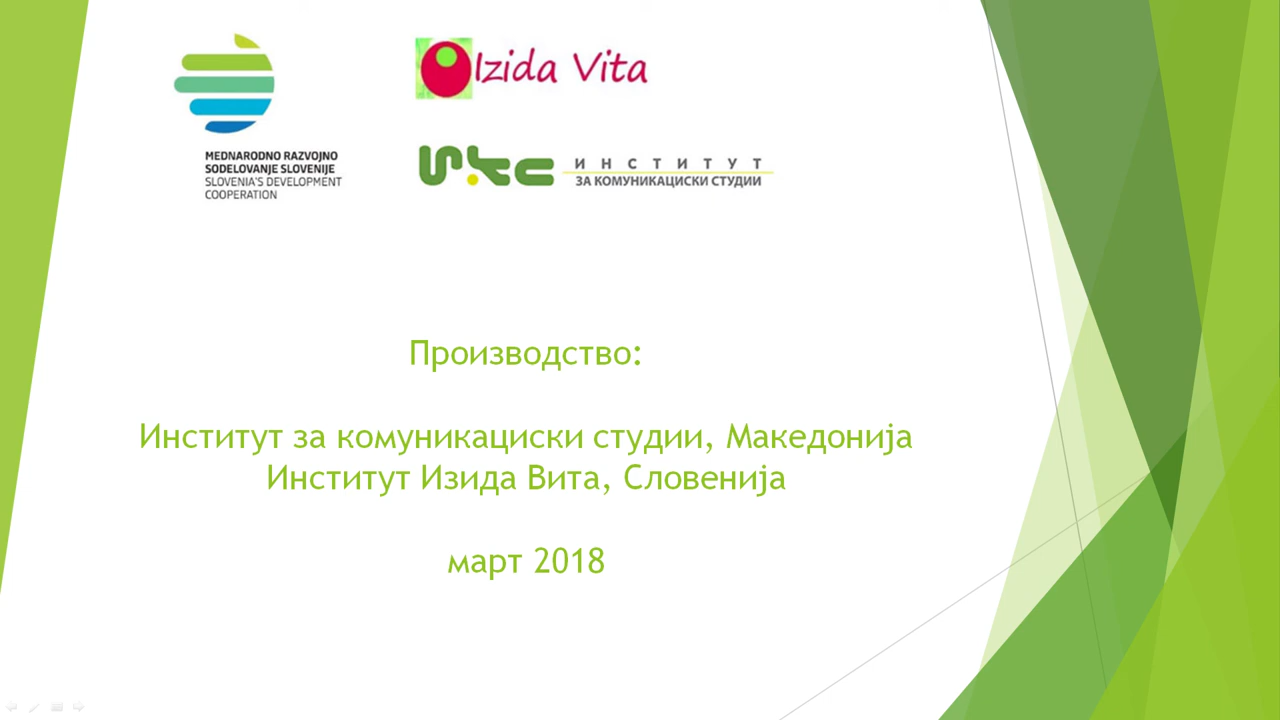 MEDNARODNO RAZVOJNO
SODELOVANJE SLOVENIJE
SLOVENIA'S DEVELOPMENT
COOPERATION
Izida Vita
ИНСТИТУТ
ЗА КОМУНИКАЦИСКИ СТУДИИ
Производство:
Институт за комуникациски студии, Македонија
Институт Изида Вита, Словенија
март 2018